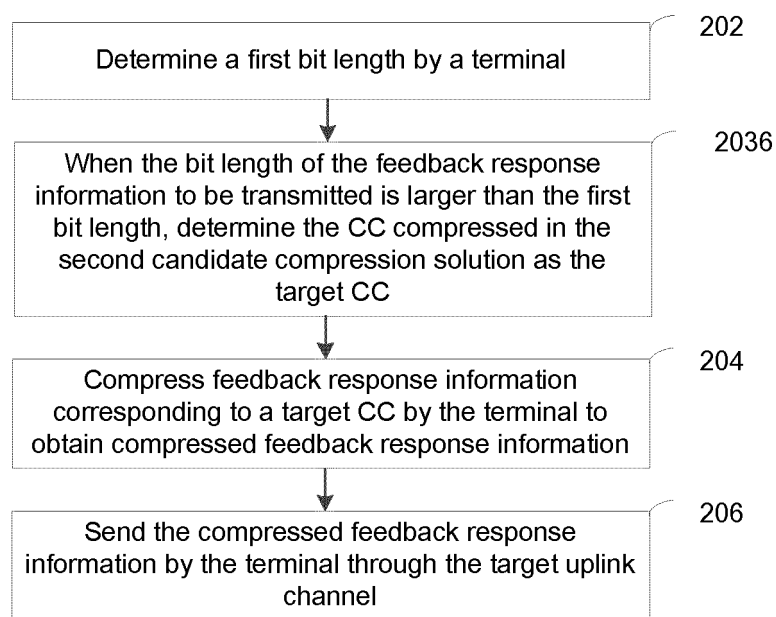 202
Determine a first bit length by a terminal
2036
When the bit length of the feedback response
information to be transmitted is larger than the first
bit length, determine the CC compressed in the
second candidate compression solution as the
target CC
204
Compress feedback response information
corresponding to a target CC by the terminal to
obtain compressed feedback response information
206
Send the compressed feedback response
information by the terminal through the target uplink
channel